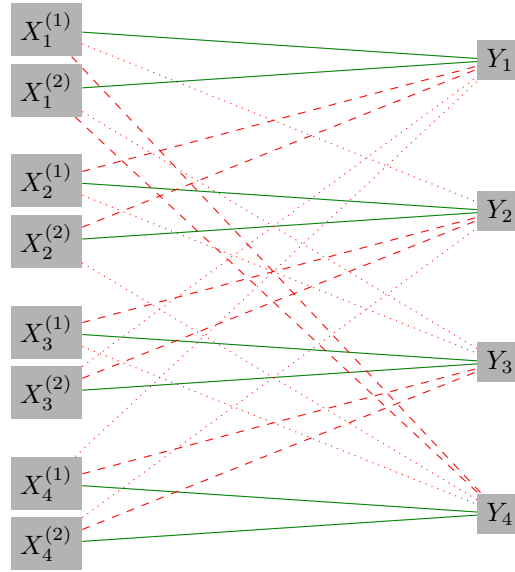 $X_1^{(1)}$
$X_1^{(2)}$
$Y_1$
$X_2^{(1)}$
$X_2^{(2)}$
$Y_2$
$X_3^{(1)}$
$X_3^{(2)}$
$Y_3$
$X_4^{(1)}$
$X_4^{(2)}$
$Y_4$